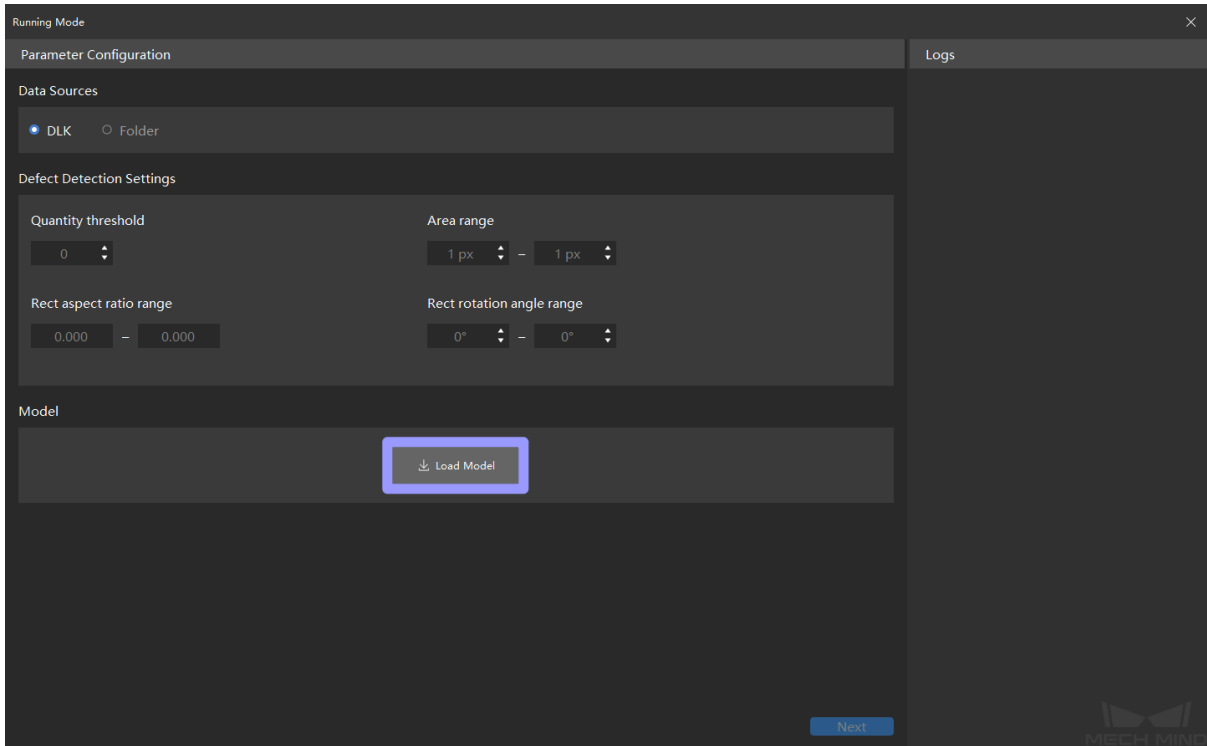 Running Mode
Parameter Configuration
Logs
Data Sources
DLK Folder
Defect Detection Settings
Quantity threshold Area range
0 1 px – 1 px
Rect aspect ratio range Rect rotation angle range
0.000 – 0.000 0° – 0°
Model
Load Model
Next
MECH MIND